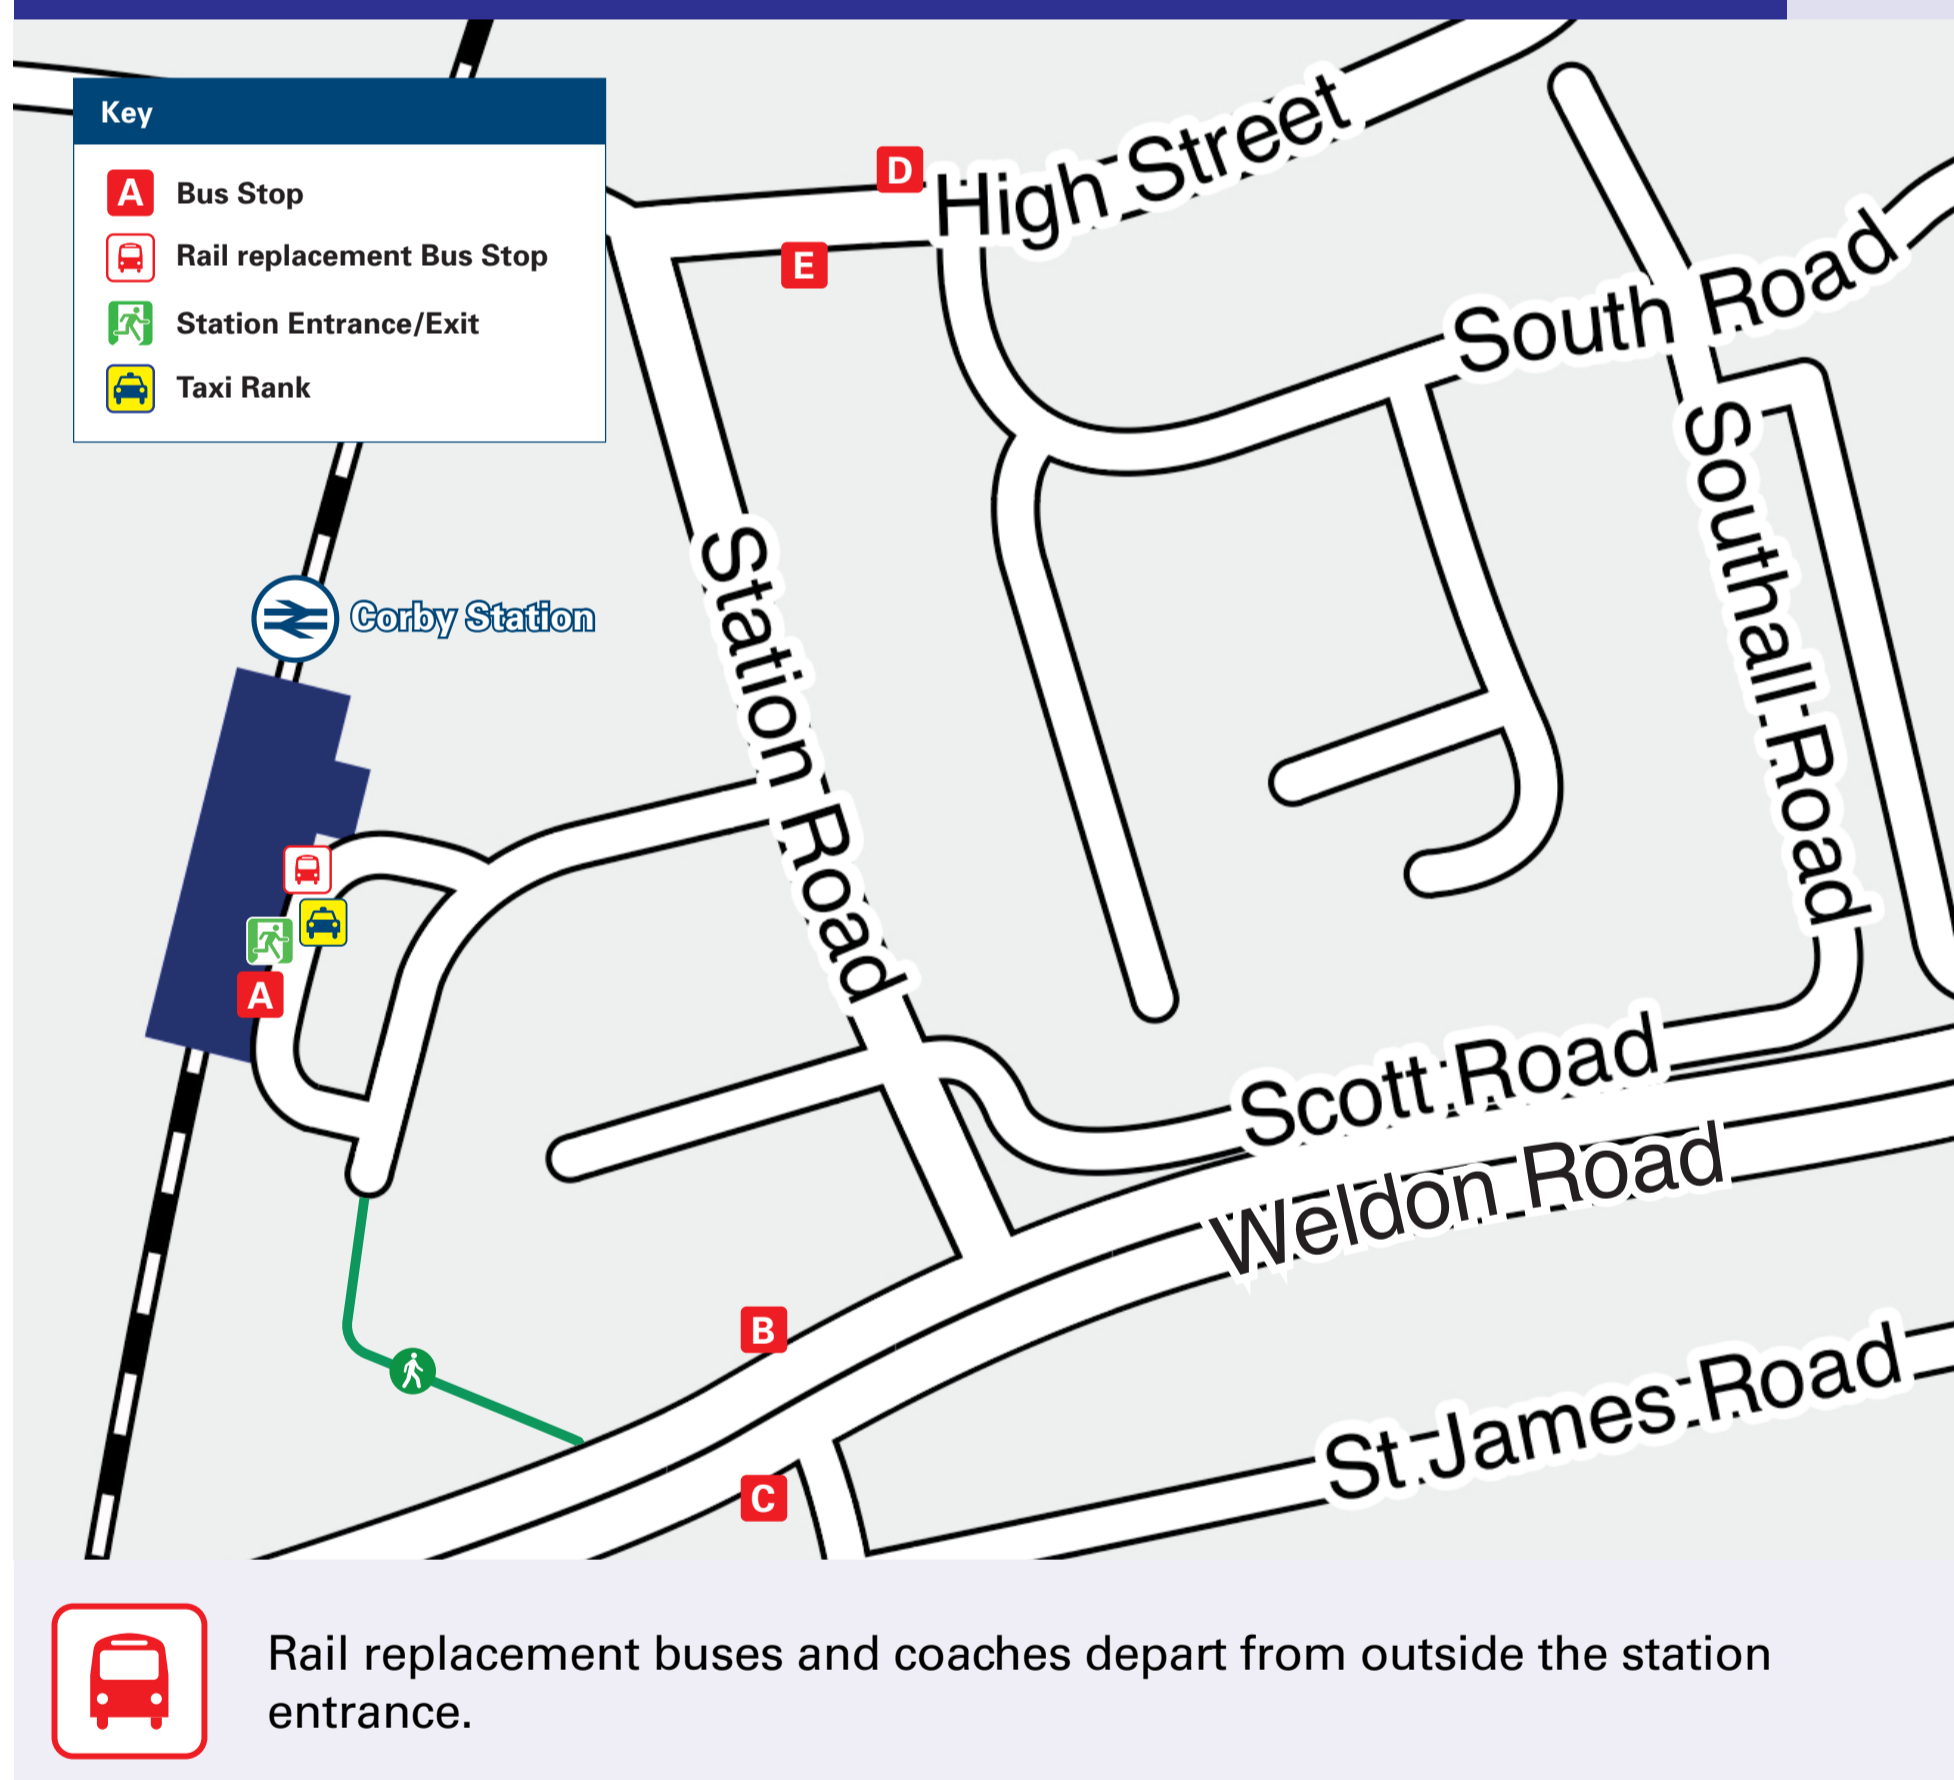 Key
A Bus Stop
Rail replacement Bus Stop
Station Entrance/Exit
Taxi Rank
D
High Street
E
South Road
Southall Road
Station Road
Corby Station
A
Scott Road
Weldon Road
B
St James Road
C
Rail replacement buses and coaches depart from outside the station
entrance.